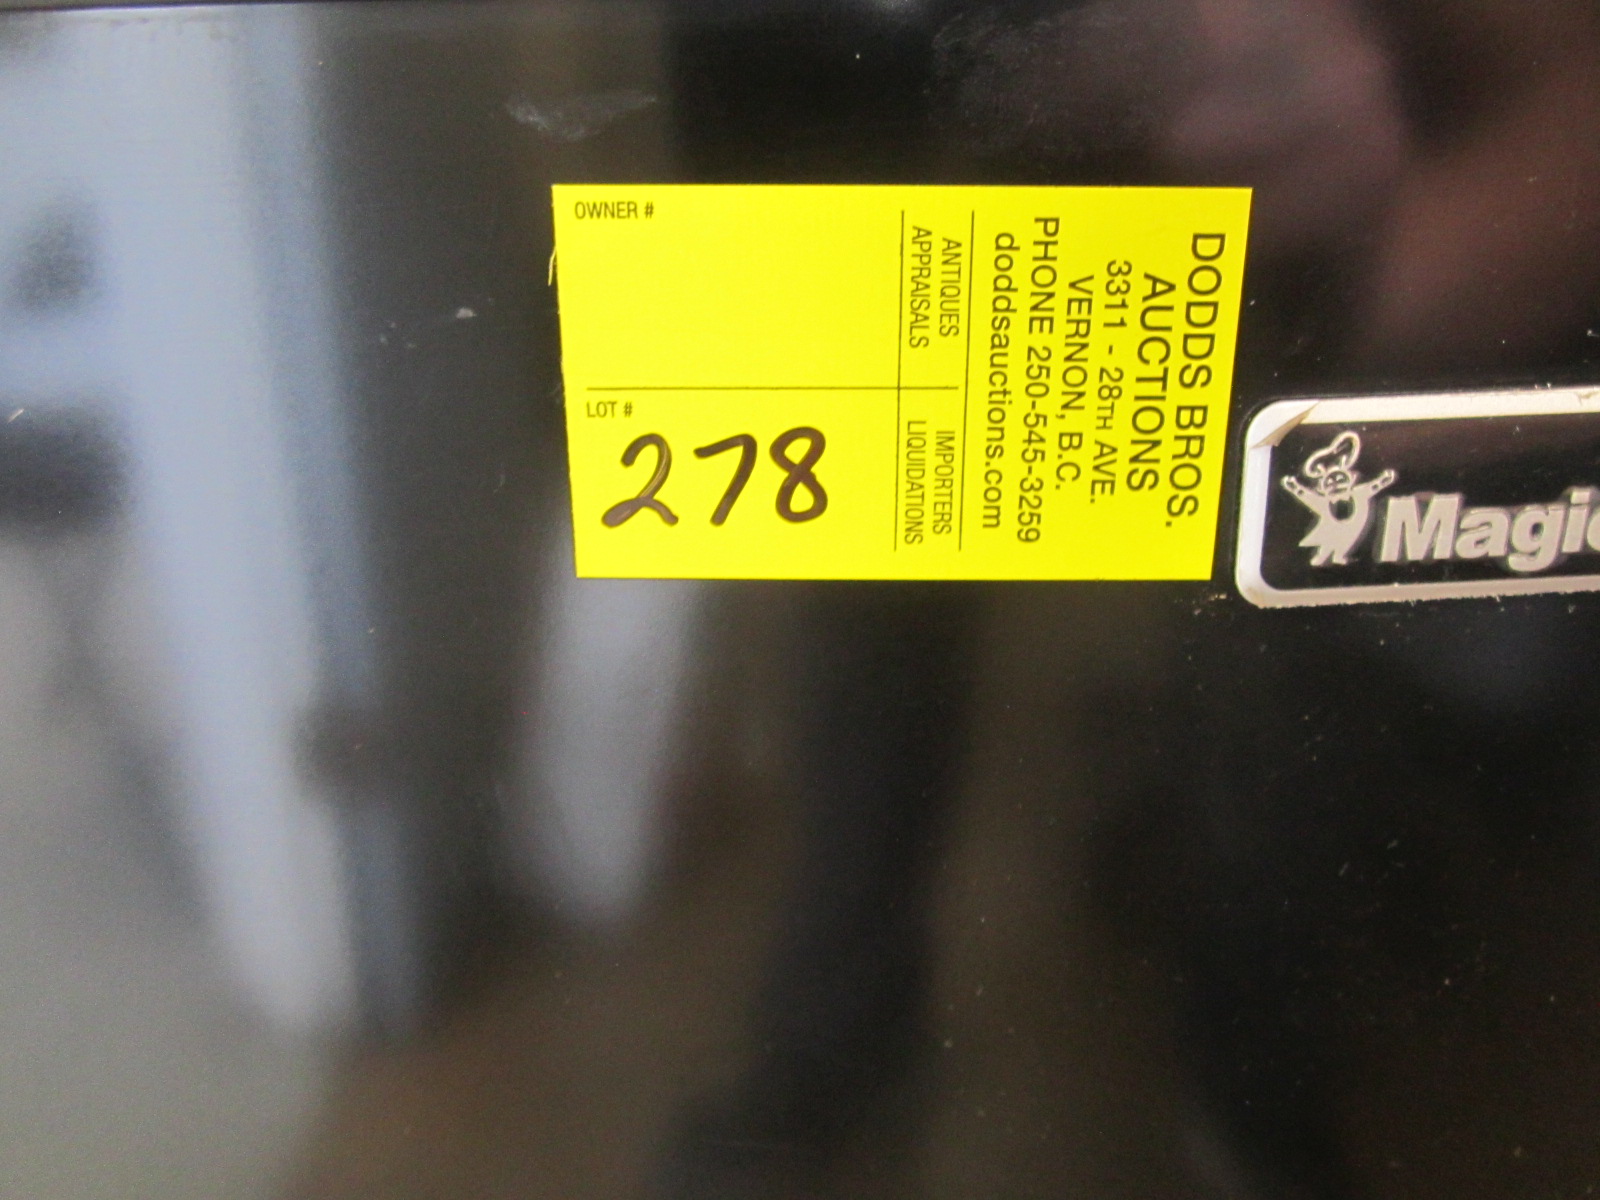 OWNER #
LOT #
278
DODDS BROS.
AUCTIONS
3311 - 28TH AVE.
VERNON, B.C.
PHONE 250-545-3259
doddsauctions.com
ANTIQUES
APPRAISALS
IMPORTERS
LIQUIDATIONS
Magic